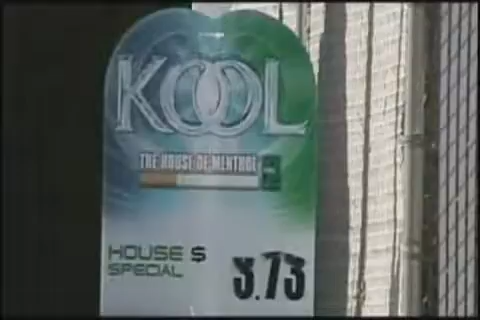 KOOL
THE HOUSE OF MENTHOL
HOUSE $
SPECIAL
3.73